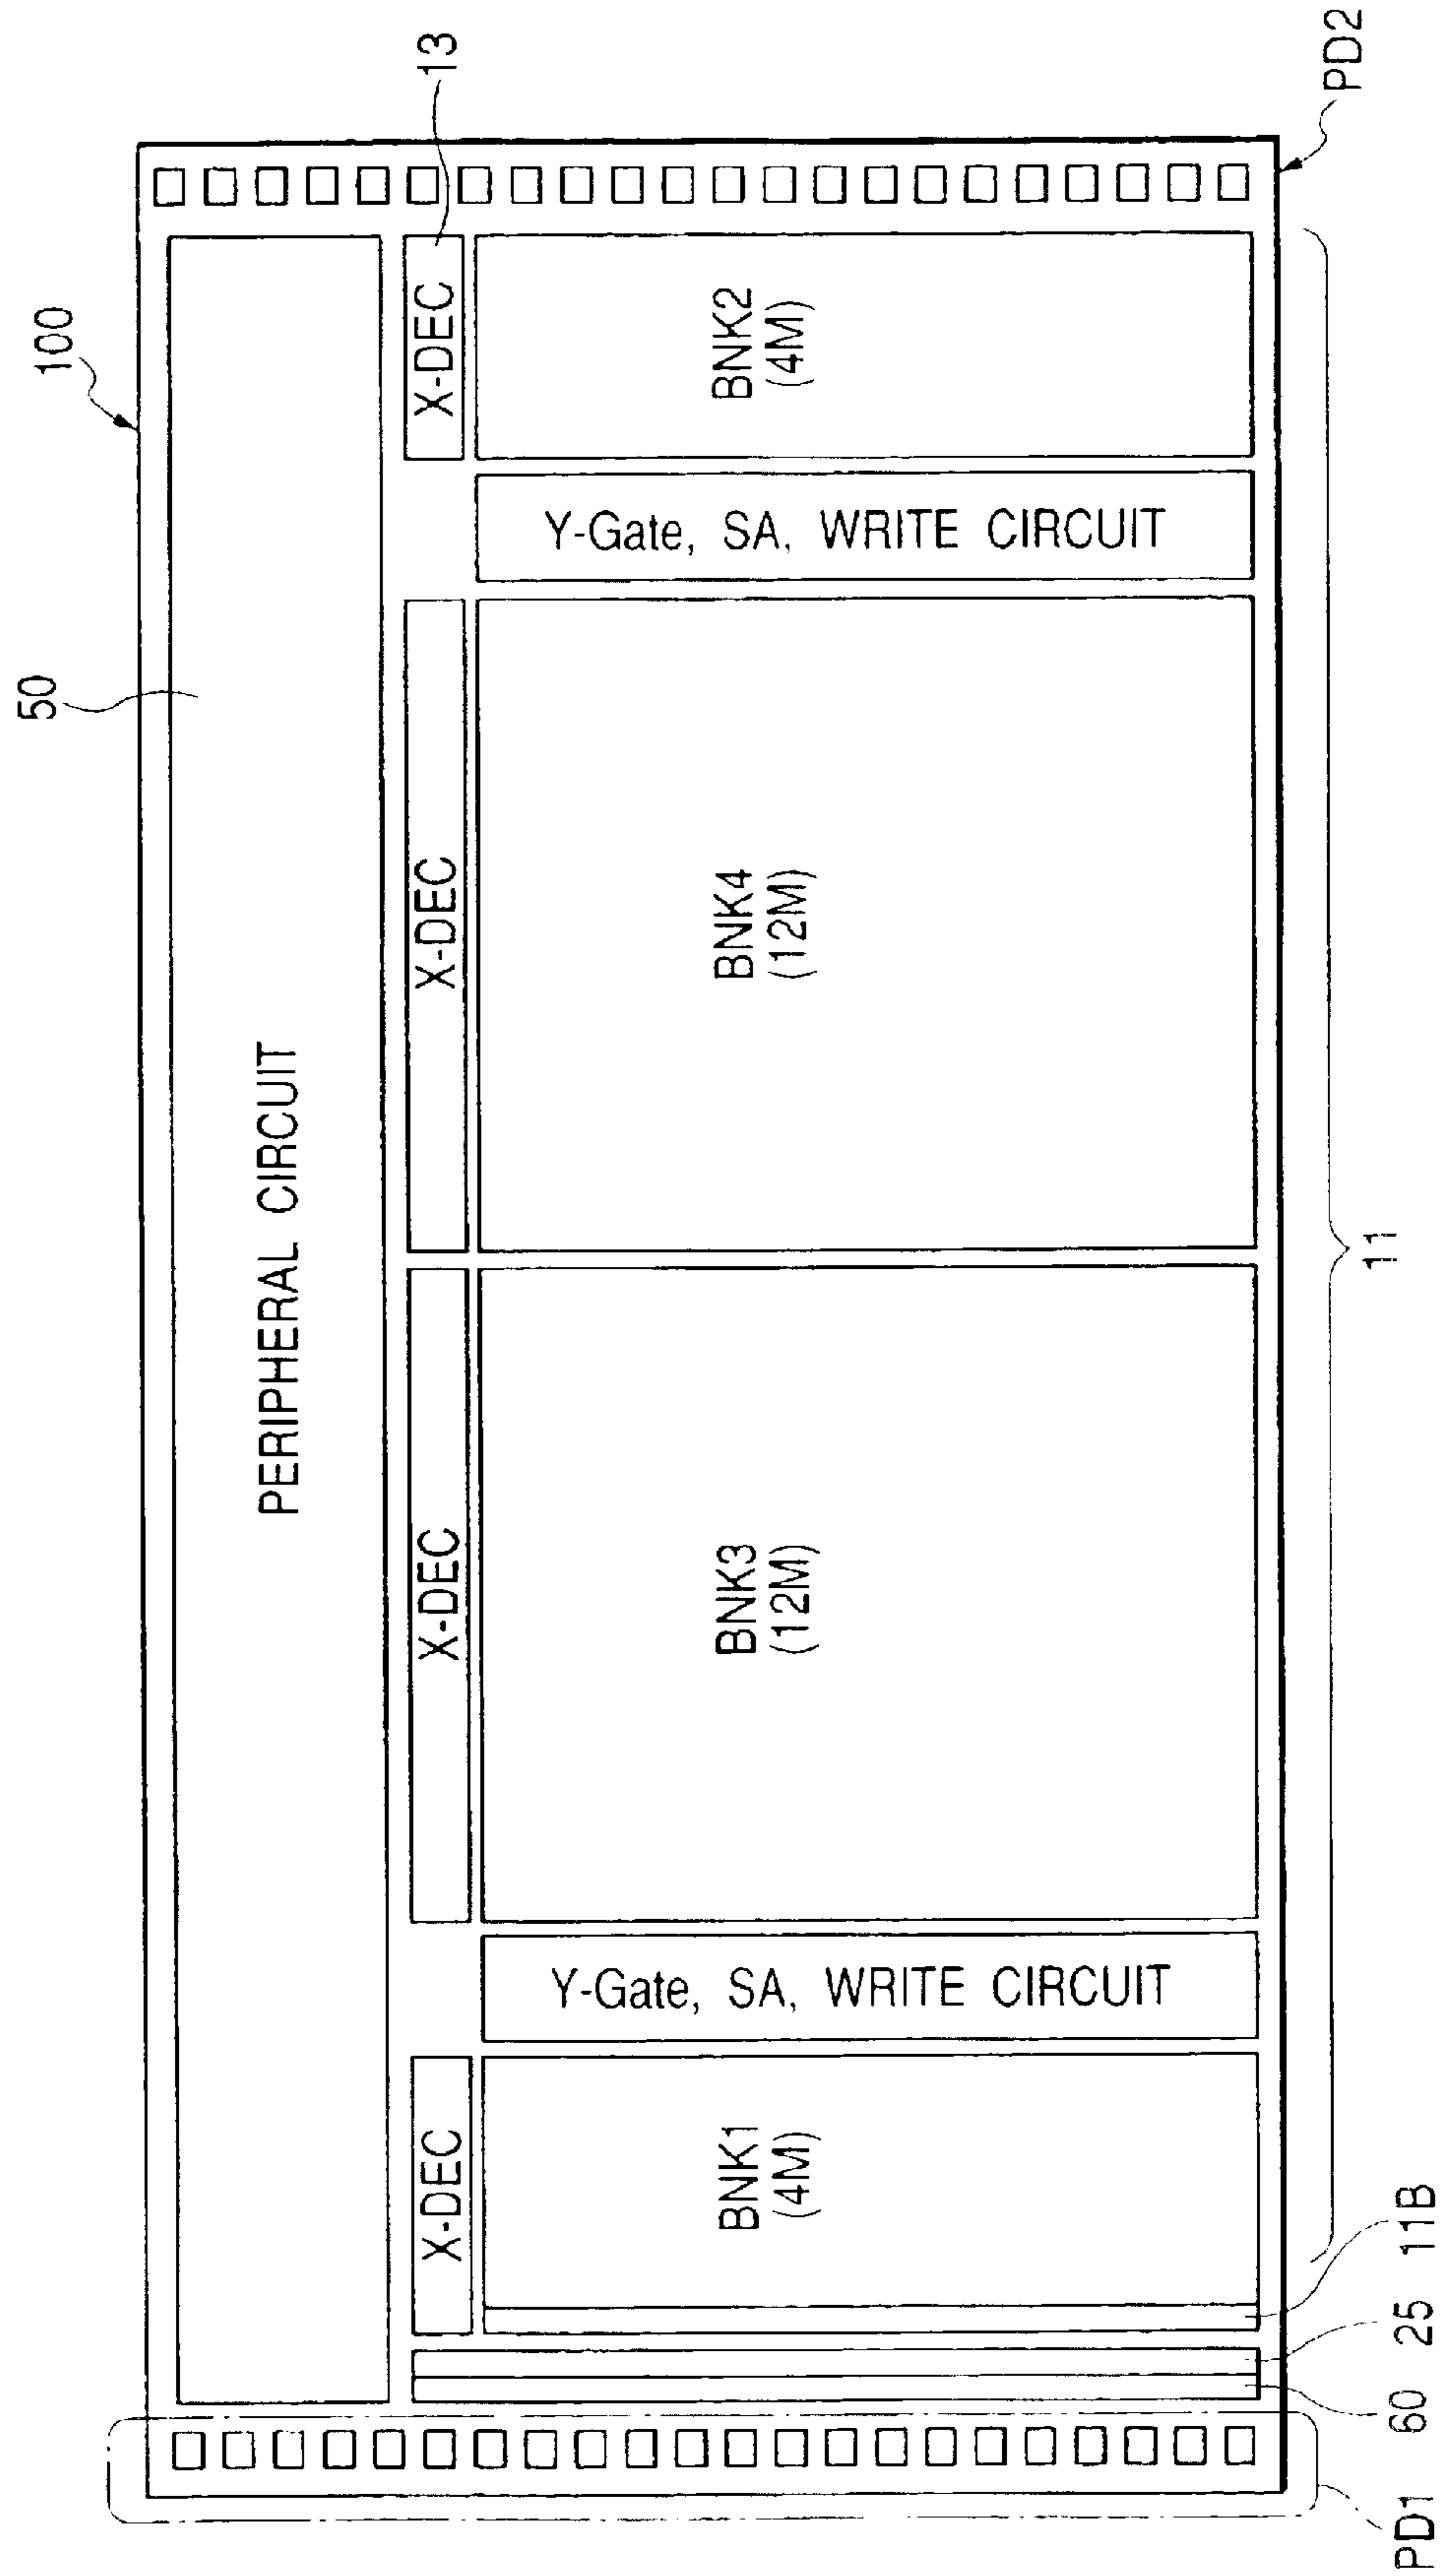 100
50
13
PERIPHERAL CIRCUIT
X-DEC
X-DEC
X-DEC
X-DEC
BNK1
(4M)
Y-Gate, SA, WRITE CIRCUIT
BNK3
(12M)
BNK4
(12M)
Y-Gate, SA, WRITE CIRCUIT
BNK2
(4M)
PD1
60
25
11B
11
PD2